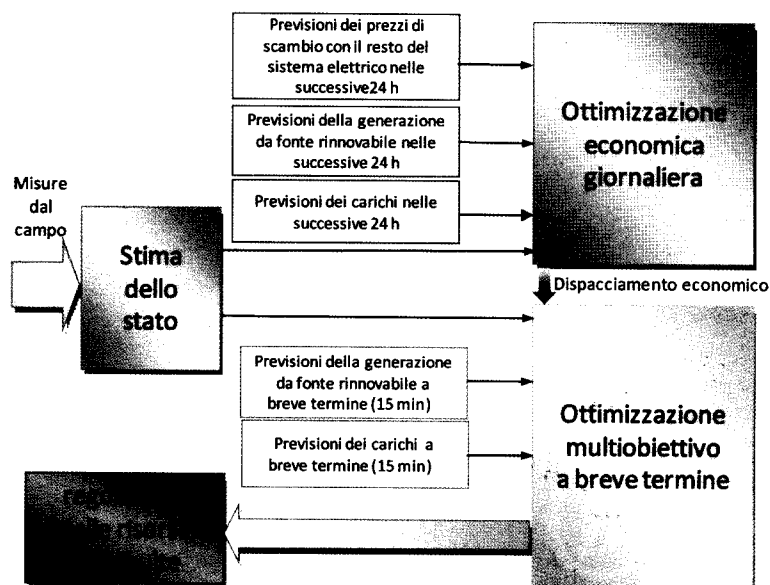 Previsioni dei prezzi di
scambio con il resto del
sistema elettrico nelle
successive24 h
Previsioni della generazione
da fonte rinnovabile nelle
successive 24 h
Previsioni dei carichi nelle
successive 24 h
Ottimizzazione
economica
giornaliera
Misure
dal
campo
Stima
dello
stato
Dispacciamento economico
Previsioni della generazione
da fonte rinnovabile a
breve termine (15 min)
Previsioni dei carichi a
breve termine (15 min)
Ottimizzazione
multiobiettivo
a breve termine